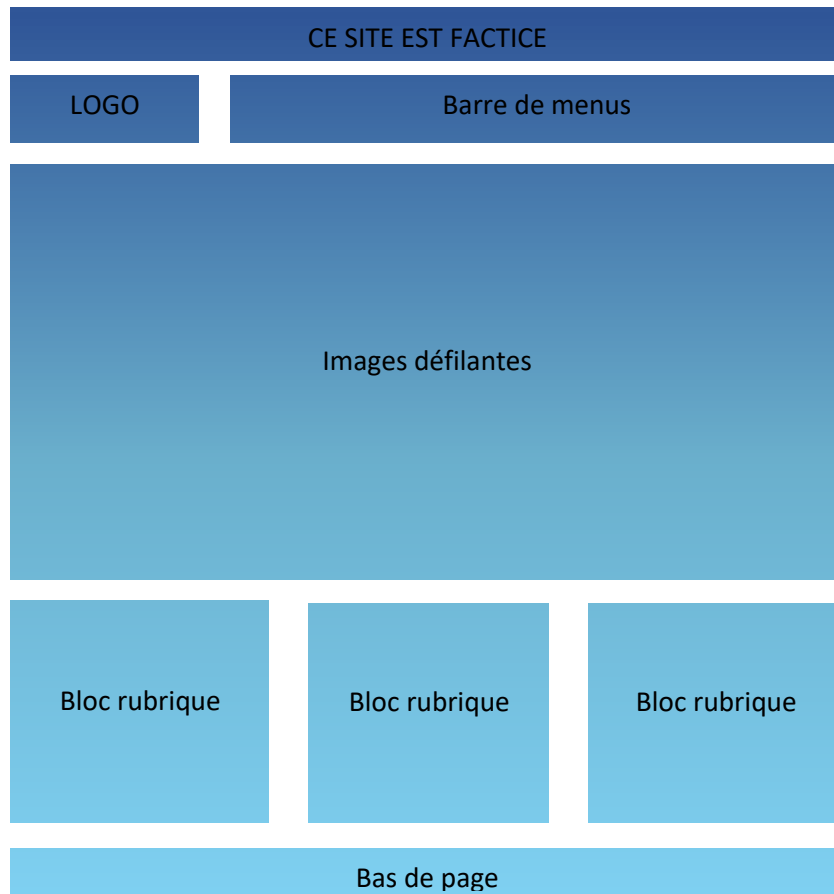 CE SITE EST FACTICE
LOGO
Barre de menus
Images défilantes
Bloc rubrique
Bloc rubrique
Bloc rubrique
Bas de page